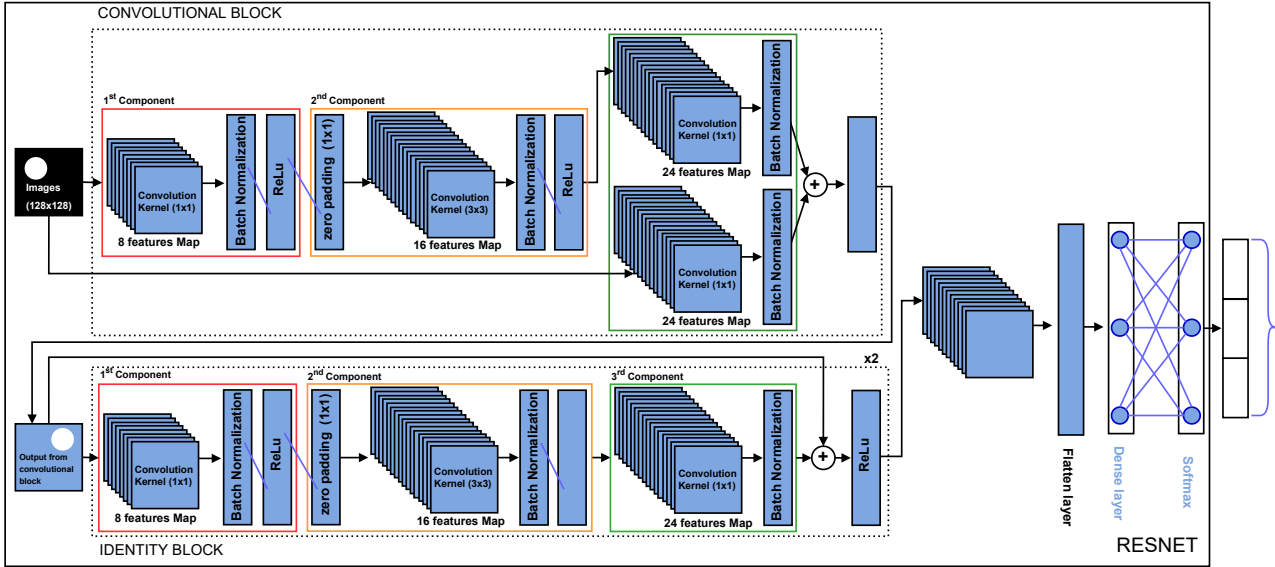 CONVOLUTIONAL BLOCK
1st Component
2nd Component
Images
(128x128)
Convolution
Kernel (1x1)
8 features Map
Batch Normalization
ReLu
zero padding (1x1)
Convolution
Kernel (3x3)
16 features Map
Batch Normalization
ReLu
Convolution
Kernel (1x1)
24 features Map
Batch Normalization
Convolution
Kernel (1x1)
24 features Map
Batch Normalization
+
x2
1st Component
2nd Component
3rd Component
Output from
convolutional
block
Convolution
Kernel (1x1)
8 features Map
Batch Normalization
ReLu
zero padding (1x1)
Convolution
Kernel (3x3)
16 features Map
Batch Normalization
Convolution
Kernel (1x1)
24 features Map
Batch Normalization
+
ReLu
IDENTITY BLOCK
Flatten layer
Dense layer
Softmax
RESNET